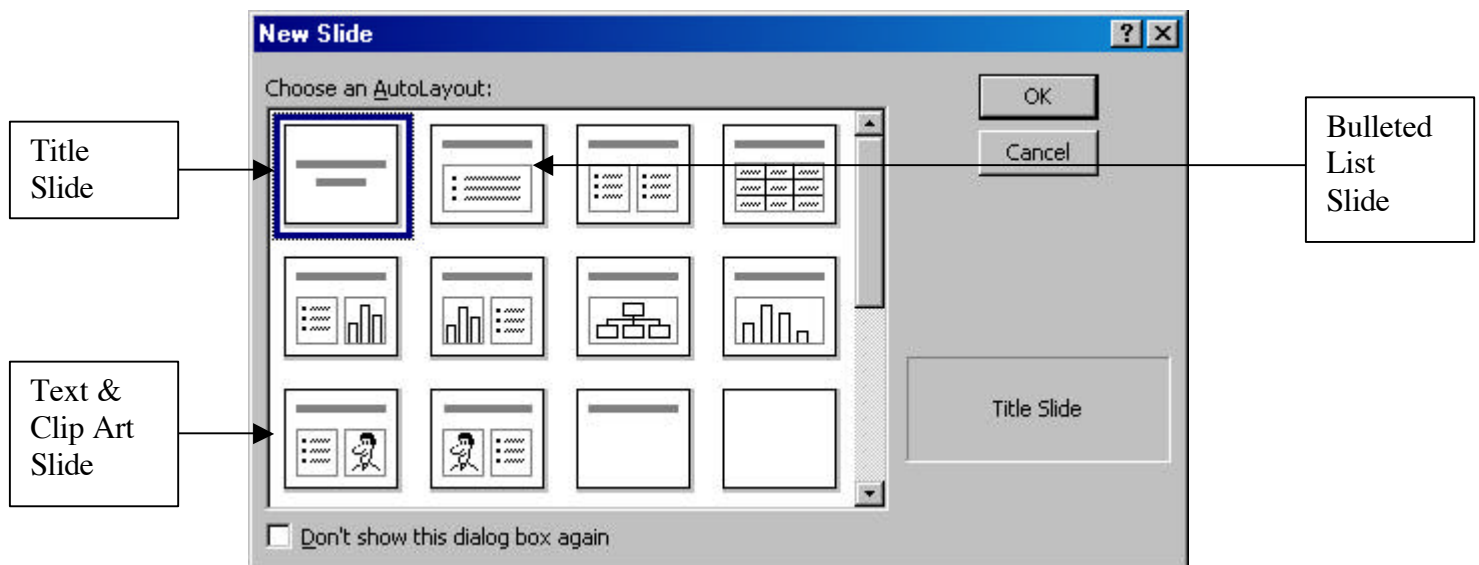 New Slide
Choose an AutoLayout:
OK
Cancel
Title
Slide
Bulleted
List
Slide
Text &
Clip Art
Slide
Title Slide
Don't show this dialog box again